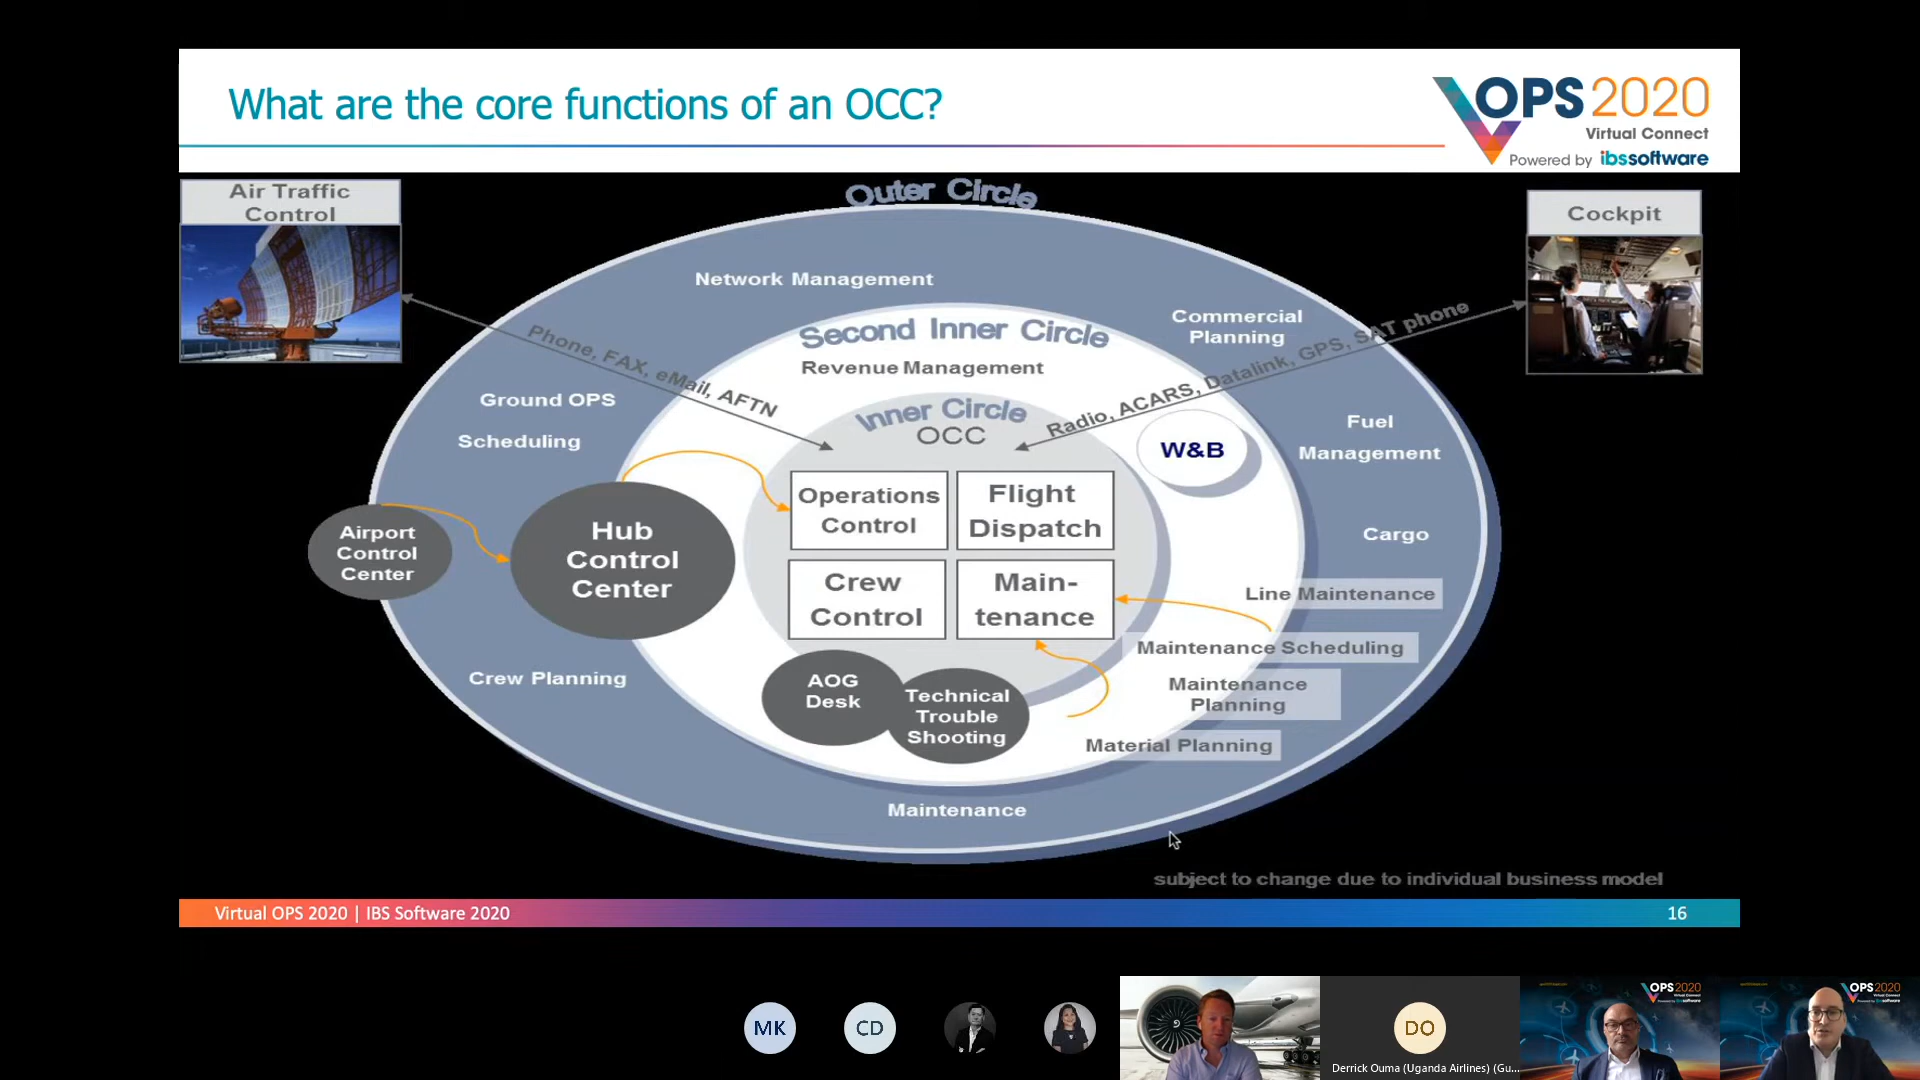 What are the core functions of an OCC?
OPS 2020
Virtual Connect
Powered by ibssoftware
Air Traffic
Control
Cockpit
Outer Circle
Network Management
Commercial
Planning
Second Inner Circle
Revenue Management
Phone, FAX, eMail, AFTN
Radio, ACARS, Datalink, GPS, SAT phone
Ground OPS
Scheduling
Inner Circle
OCC
W&B
Fuel
Management
Operations
Control
Flight
Dispatch
Airport
Control
Center
Hub
Control
Center
Cargo
Crew
Control
Main-
tenance
Line Maintenance
Maintenance Scheduling
Crew Planning
AOG
Desk
Technical
Trouble
Shooting
Maintenance
Planning
Material Planning
Maintenance
subject to change due to individual business model
Virtual OPS 2020 | IBS Software 2020
16
MK
CD
DO
Derrick Ouma (Uganda Airlines) (Gu...
OPS 2020
OPS 2020